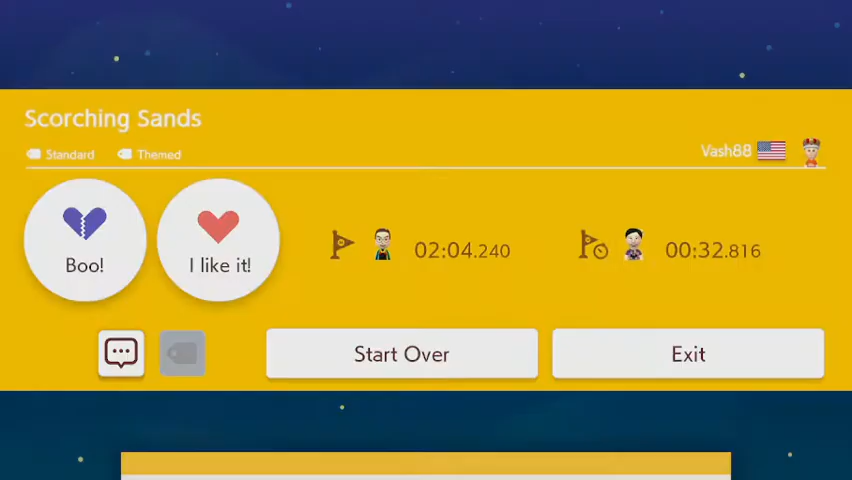 Scorching Sands
Standard Themed
Vash88
Boo!
I like it!
02:04.240
00:32.816
Start Over
Exit